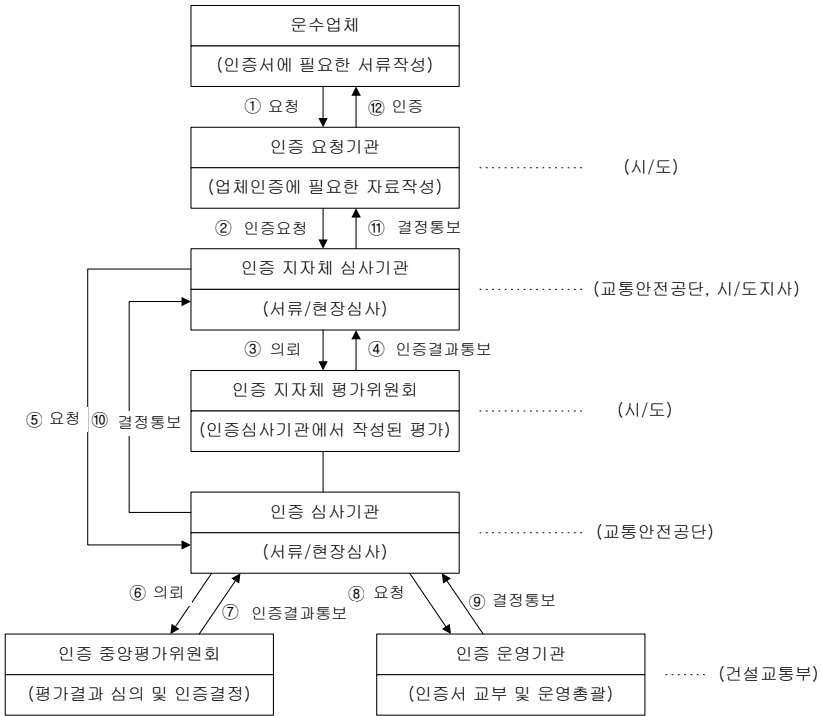 운수업체
(인증서에 필요한 서류작성)
① 요청
⑫ 인증
인증 요청기관
(업체인증에 필요한 자료작성)
················ (시/도)
② 인증요청
⑪ 결정통보
인증 지자체 심사기관
(서류/현장심사)
················ (교통안전공단, 시/도지사)
③ 의뢰
④ 인증결과통보
인증 지자체 평가위원회
(인증심사기관에서 작성된 평가)
················ (시/도)
⑤ 요청
⑩ 결정통보
인증 심사기관
(서류/현장심사)
················ (교통안전공단)
⑥ 의뢰
⑦ 인증결과통보
⑧ 요청
⑨ 결정통보
인증 중앙평가위원회
(평가결과 심의 및 인증결정)
인증 운영기관
(인증서 교부 및 운영총괄)
······· (건설교통부)